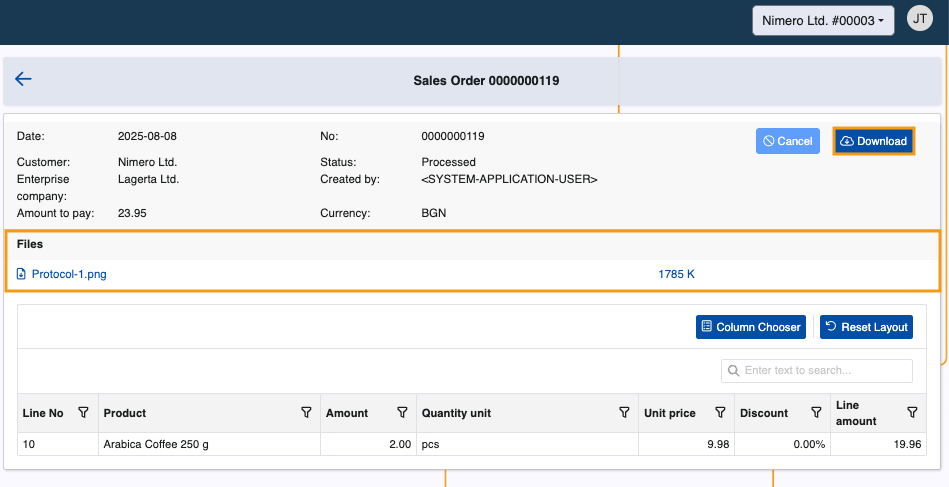 Nimero Ltd. #00003
JT
Sales Order 0000000119
Date: 2025-08-08 No: 0000000119
Cancel Download
Customer: Nimero Ltd. Status: Processed
Enterprise company: Lagerta Ltd. Created by: <SYSTEM-APPLICATION-USER>
Amount to pay: 23.95 Currency: BGN
Files
Protocol-1.png 1785 K
Column Chooser Reset Layout
Enter text to search...
Line No Product Amount Quantity unit Unit price Discount Line amount
10 Arabica Coffee 250 g 2.00 pcs 9.98 0.00% 19.96